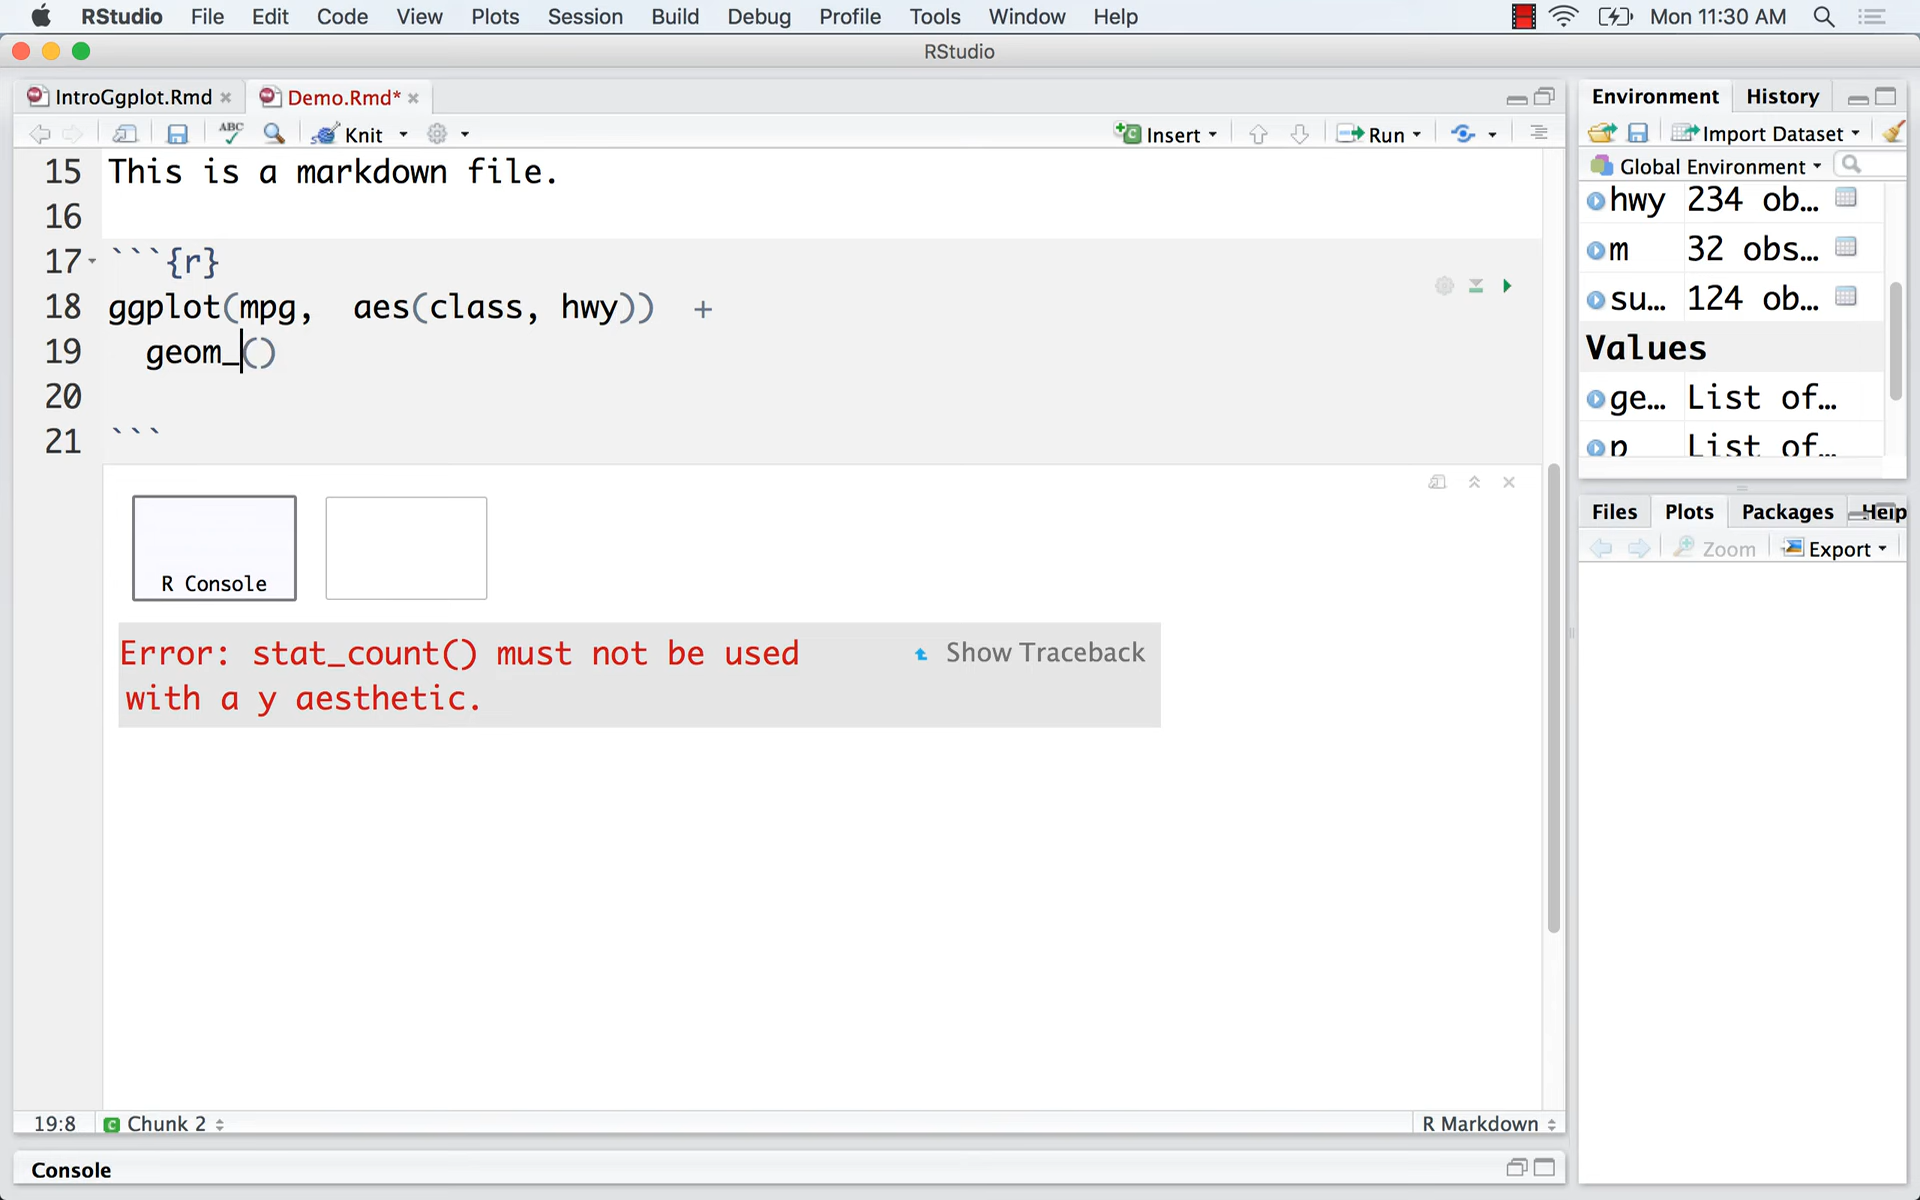 RStudio File Edit Code View Plots Session Build Debug Profile Tools Window Help Mon 11:30 AM
RStudio
IntroGgplot.Rmd Demo.Rmd*
ABC Knit Insert Run
15 This is a markdown file.
16
17 ```{r}
18 ggplot(mpg,  aes(class, hwy))  +
19   geom_()
20
21 ```
R Console
Error: stat_count() must not be used
with a y aesthetic.
Show Traceback
19:8 C Chunk 2 R Markdown
Console
Environment History
Import Dataset
Global Environment
hwy 234 ob…
m 32 obs…
su… 124 ob…
Values
ge… List of…
p List of…
Files Plots Packages Help
Zoom Export